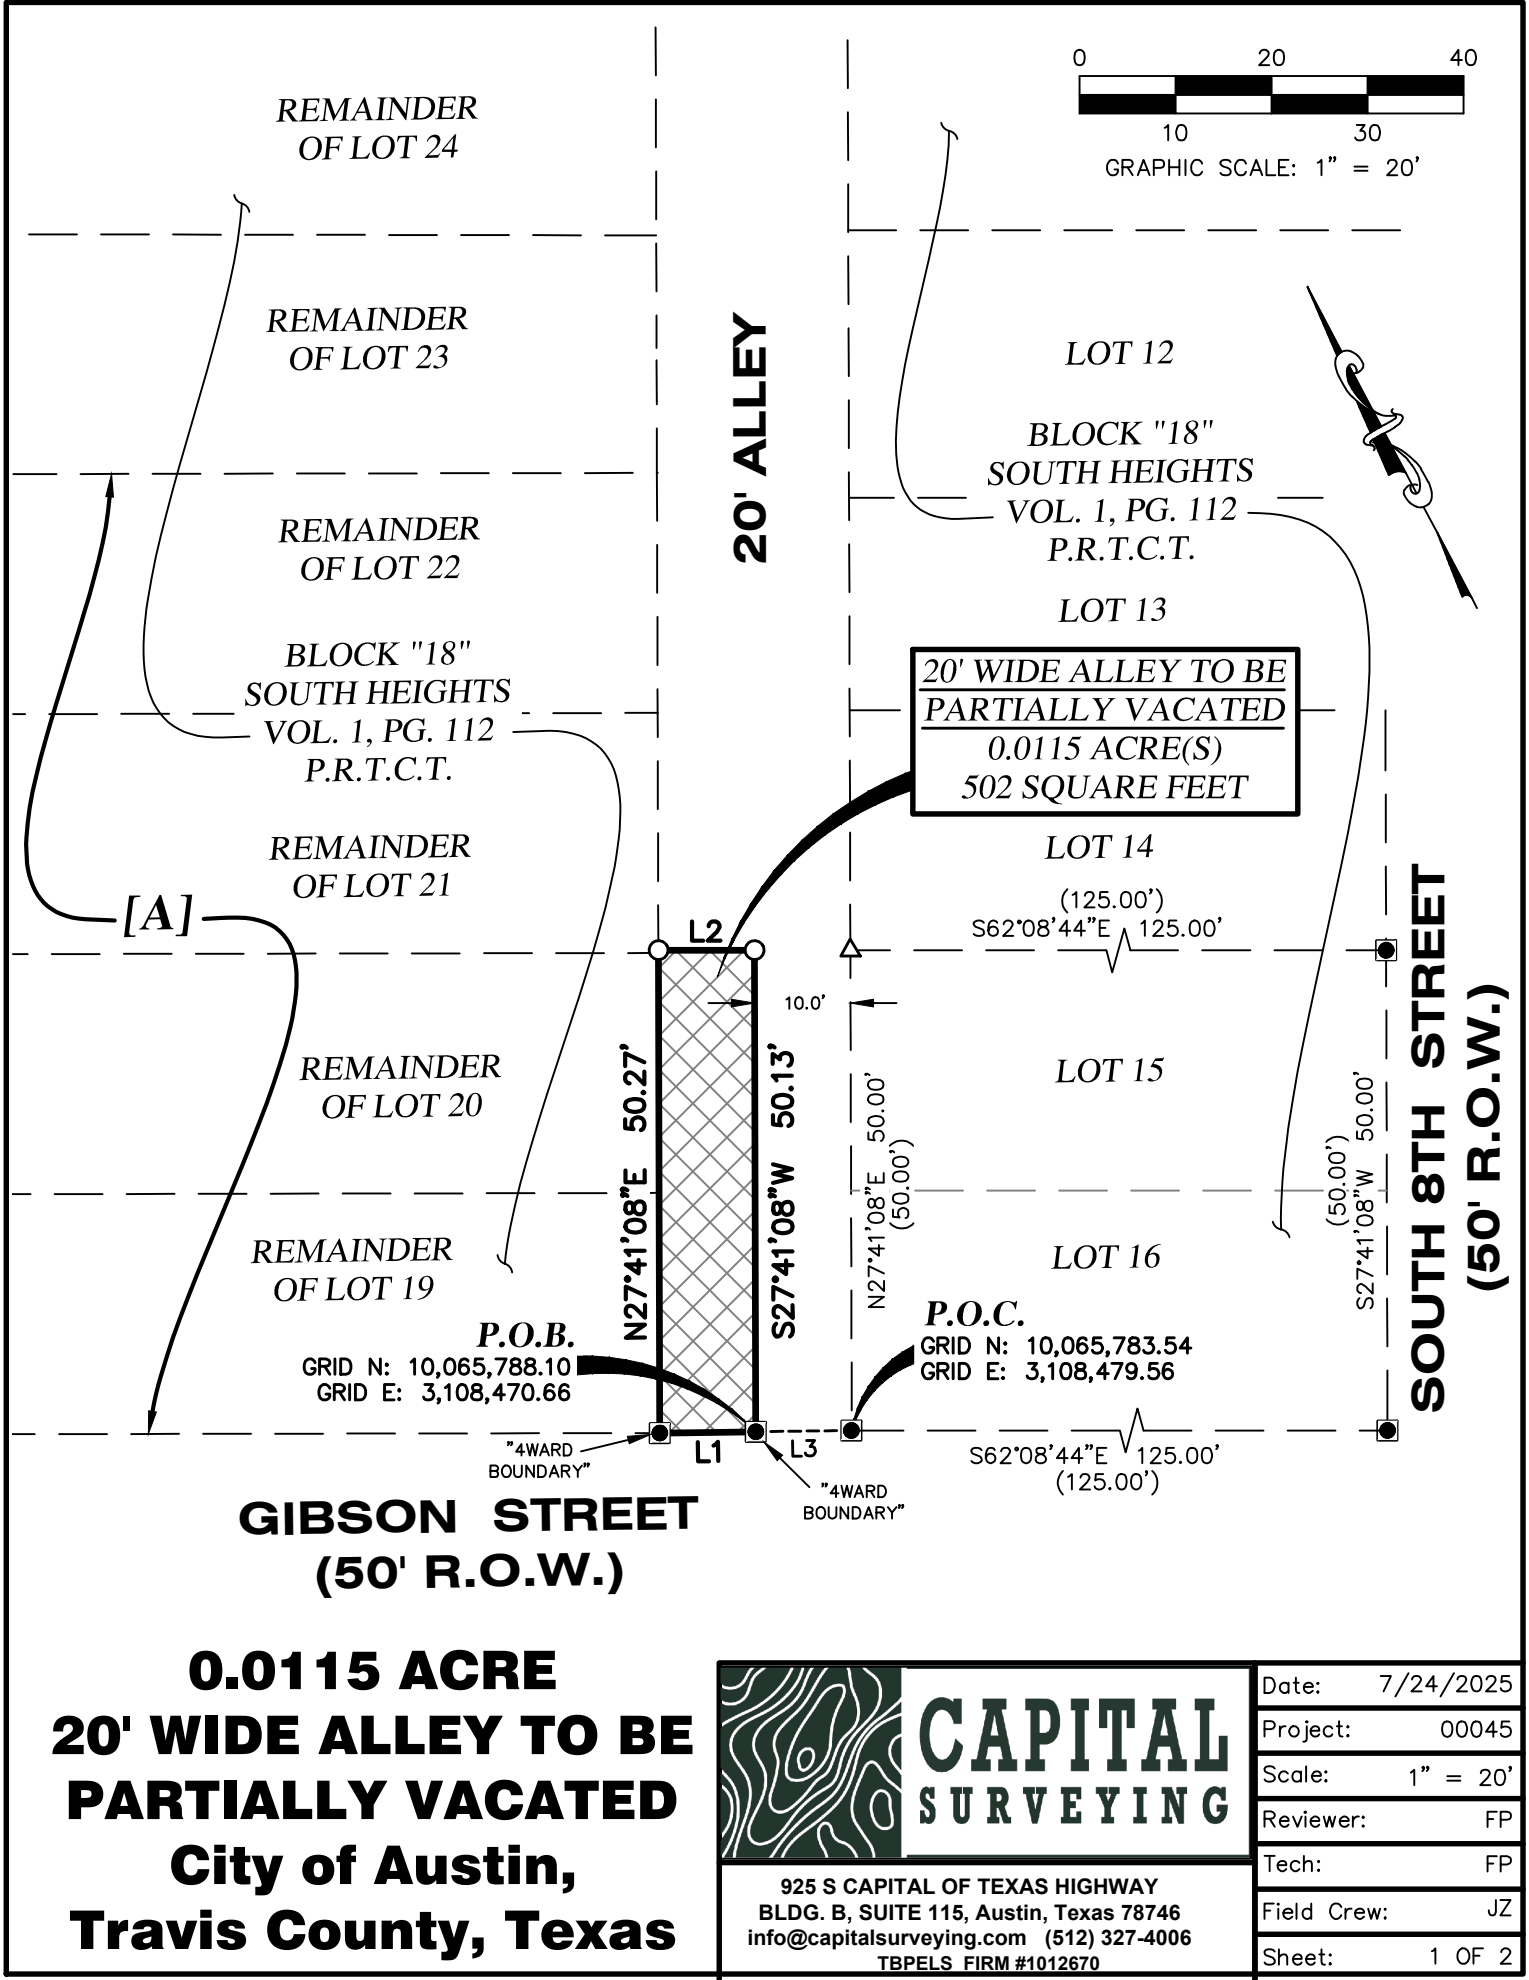 0 20 40
10 30
GRAPHIC SCALE: 1" = 20'
REMAINDER
OF LOT 24
REMAINDER
OF LOT 23
REMAINDER
OF LOT 22
BLOCK "18"
SOUTH HEIGHTS
VOL. 1, PG. 112
P.R.T.C.T.
REMAINDER
OF LOT 21
[A]
REMAINDER
OF LOT 20
REMAINDER
OF LOT 19
20' ALLEY
LOT 12
BLOCK "18"
SOUTH HEIGHTS
VOL. 1, PG. 112
P.R.T.C.T.
LOT 13
20' WIDE ALLEY TO BE
PARTIALLY VACATED
0.0115 ACRE(S)
502 SQUARE FEET
LOT 14
(125.00')
S62°08'44"E 125.00'
L2
10.0'
N27°41'08"E 50.27'
S27°41'08"W 50.13'
N27°41'08"E 50.00'
(50.00')
LOT 15
LOT 16
(50.00')
S27°41'08"W 50.00'
SOUTH 8TH STREET
(50' R.O.W.)
P.O.B.
GRID N: 10,065,788.10
GRID E: 3,108,470.66
P.O.C.
GRID N: 10,065,783.54
GRID E: 3,108,479.56
"4WARD
BOUNDARY"
L1
L3
"4WARD
BOUNDARY"
S62°08'44"E 125.00'
(125.00')
GIBSON STREET
(50' R.O.W.)
0.0115 ACRE
20' WIDE ALLEY TO BE
PARTIALLY VACATED
City of Austin,
Travis County, Texas
CAPITAL
SURVEYING
925 S CAPITAL OF TEXAS HIGHWAY
BLDG. B, SUITE 115, Austin, Texas 78746
info@capitalsurveying.com (512) 327-4006
TBPELS FIRM #1012670
Date: 7/24/2025
Project: 00045
Scale: 1" = 20'
Reviewer: FP
Tech: FP
Field Crew: JZ
Sheet: 1 OF 2